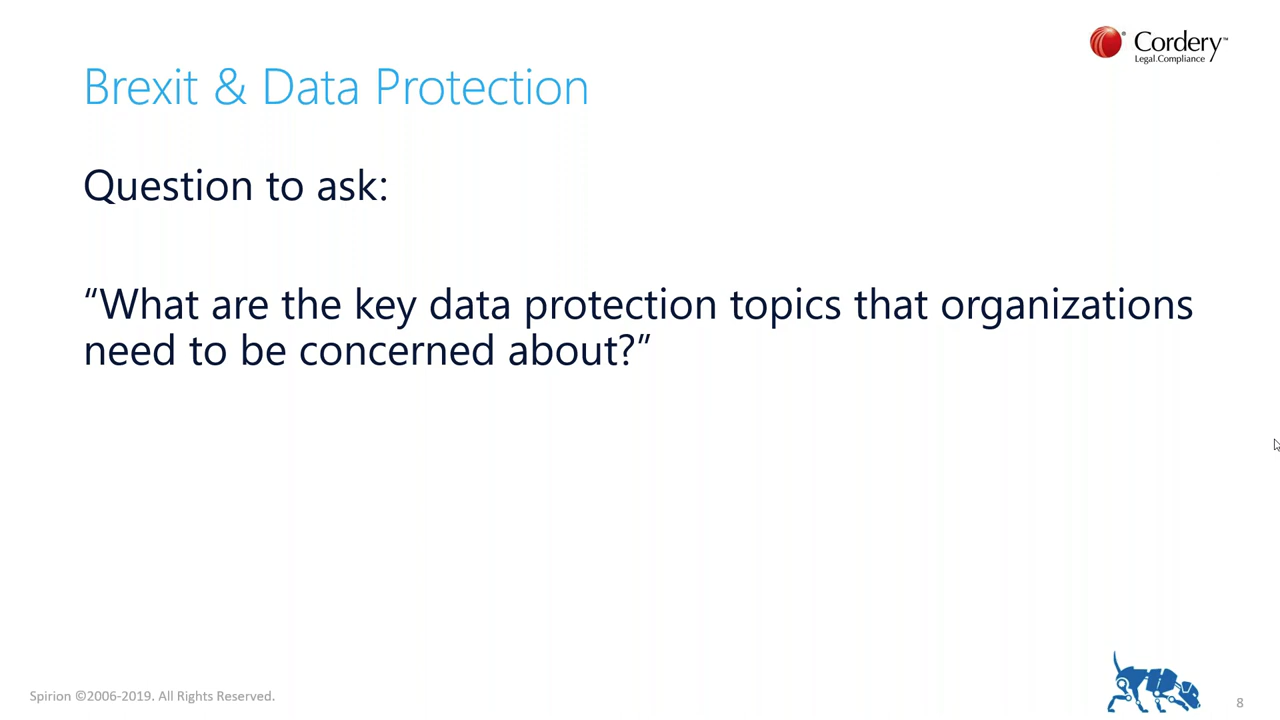 Cordery™
Legal.Compliance
Brexit & Data Protection
Question to ask:
“What are the key data protection topics that organizations
need to be concerned about?”
Spirion ©2006-2019. All Rights Reserved.
8